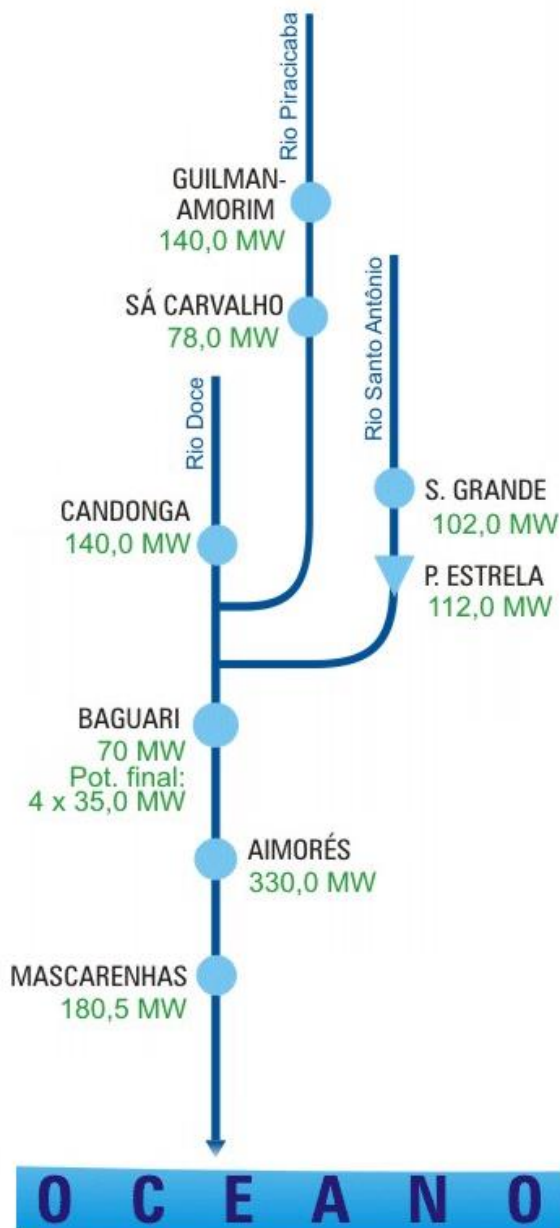 Rio Piracicaba
GUILMAN-
AMORIM
140,0 MW
SÁ CARVALHO
78,0 MW
Rio Santo Antônio
Rio Doce
S. GRANDE
102,0 MW
CANDONGA
140,0 MW
P. ESTRELA
112,0 MW
BAGUARI
70 MW
Pot. final:
4 x 35,0 MW
AIMORÉS
330,0 MW
MASCARENHAS
180,5 MW
OCEANO